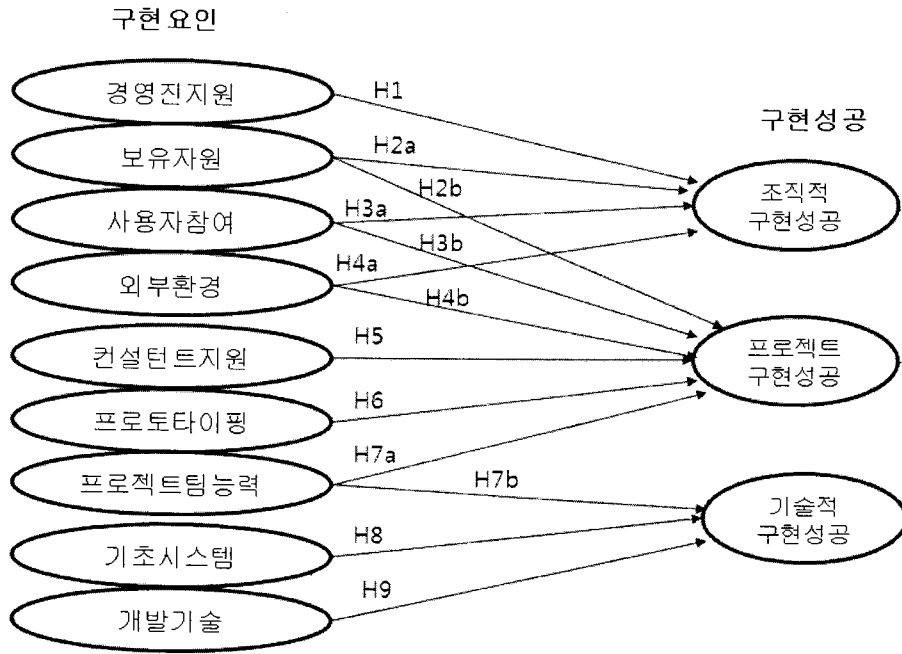 구현요인
경영진지원
보유자원
사용자참여
외부환경
컨설턴트지원
프로토타이핑
프로젝트팀능력
기초시스템
개발기술
H1
H2a
H2b
H3a
H3b
H4a
H4b
H5
H6
H7a
H7b
H8
H9
구현성공
조직적
구현성공
프로젝트
구현성공
기술적
구현성공